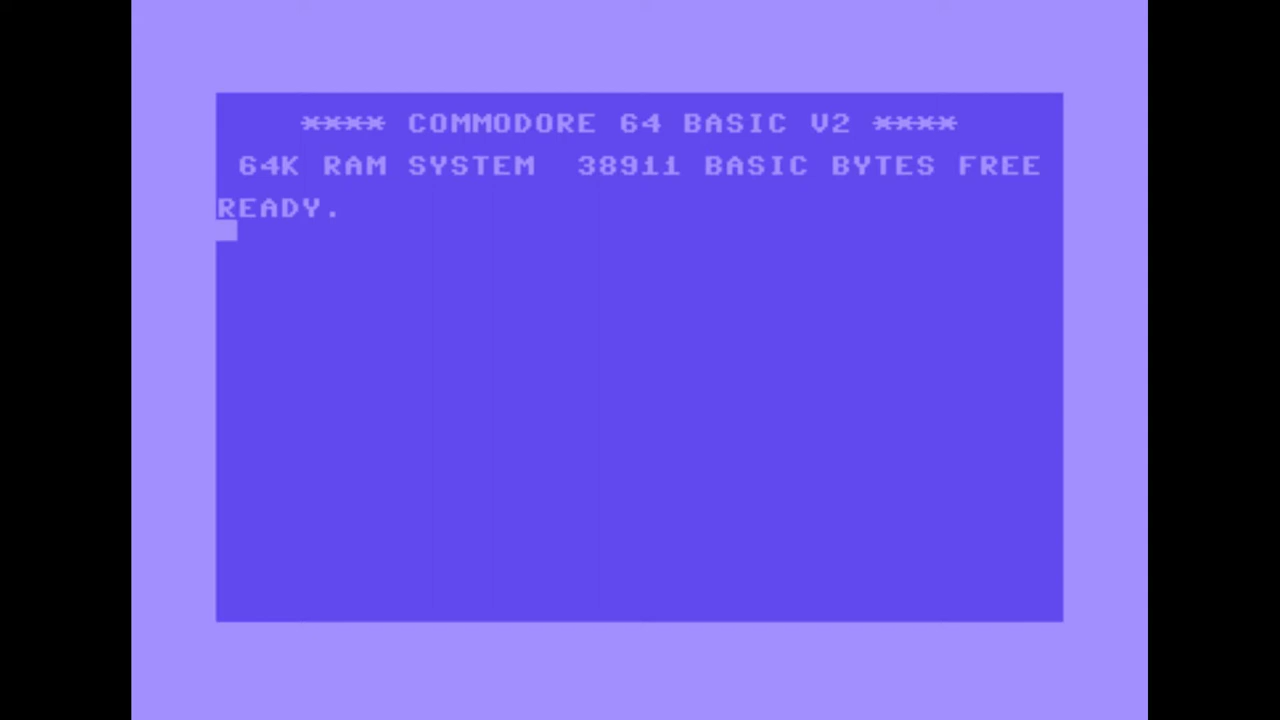 **** COMMODORE 64 BASIC V2 ****
64K RAM SYSTEM  38911 BASIC BYTES FREE
READY.